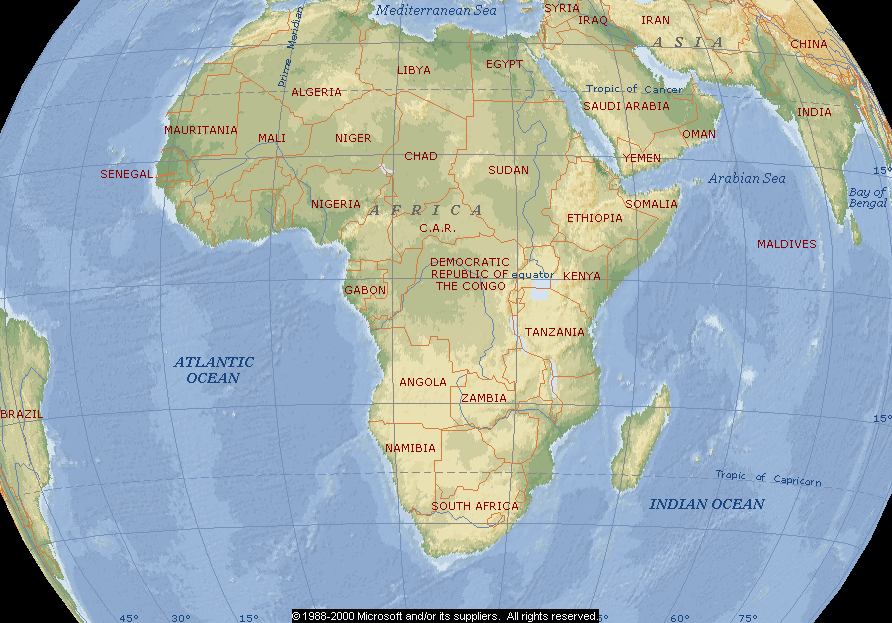 Mediterranean Sea
SYRIA
IRAQ
IRAN
Prime Meridian
ASIA
CHINA
LIBYA
EGYPT
ALGERIA
Tropic of Cancer
SAUDI ARABIA
INDIA
MAURITANIA
MALI
NIGER
OMAN
CHAD
YEMEN
SENEGAL
SUDAN
15°
Arabian Sea
NIGERIA
AFRICA
ETHIOPIA
SOMALIA
Bay of
Bengal
C.A.R.
MALDIVES
DEMOCRATIC
REPUBLIC OF
THE CONGO
equator
KENYA
GABON
TANZANIA
ATLANTIC
OCEAN
ANGOLA
ZAMBIA
BRAZIL
15°
NAMIBIA
Tropic of Capricorn
SOUTH AFRICA
INDIAN OCEAN
45°
30°
15°
© 1988-2000 Microsoft and/or its suppliers. All rights reserved.
60°
75°